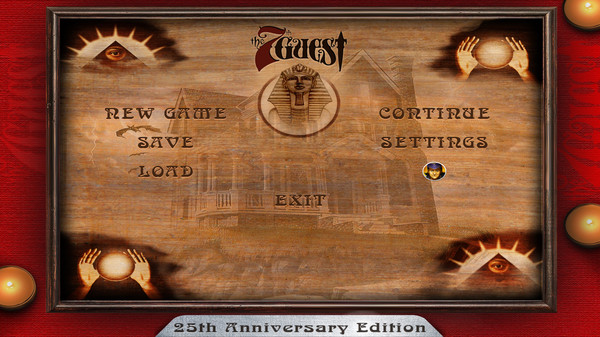 the 7th Guest
NEW GAME
CONTINUE
SAVE
SETTINGS
LOAD
EXIT
25th Anniversary Edition